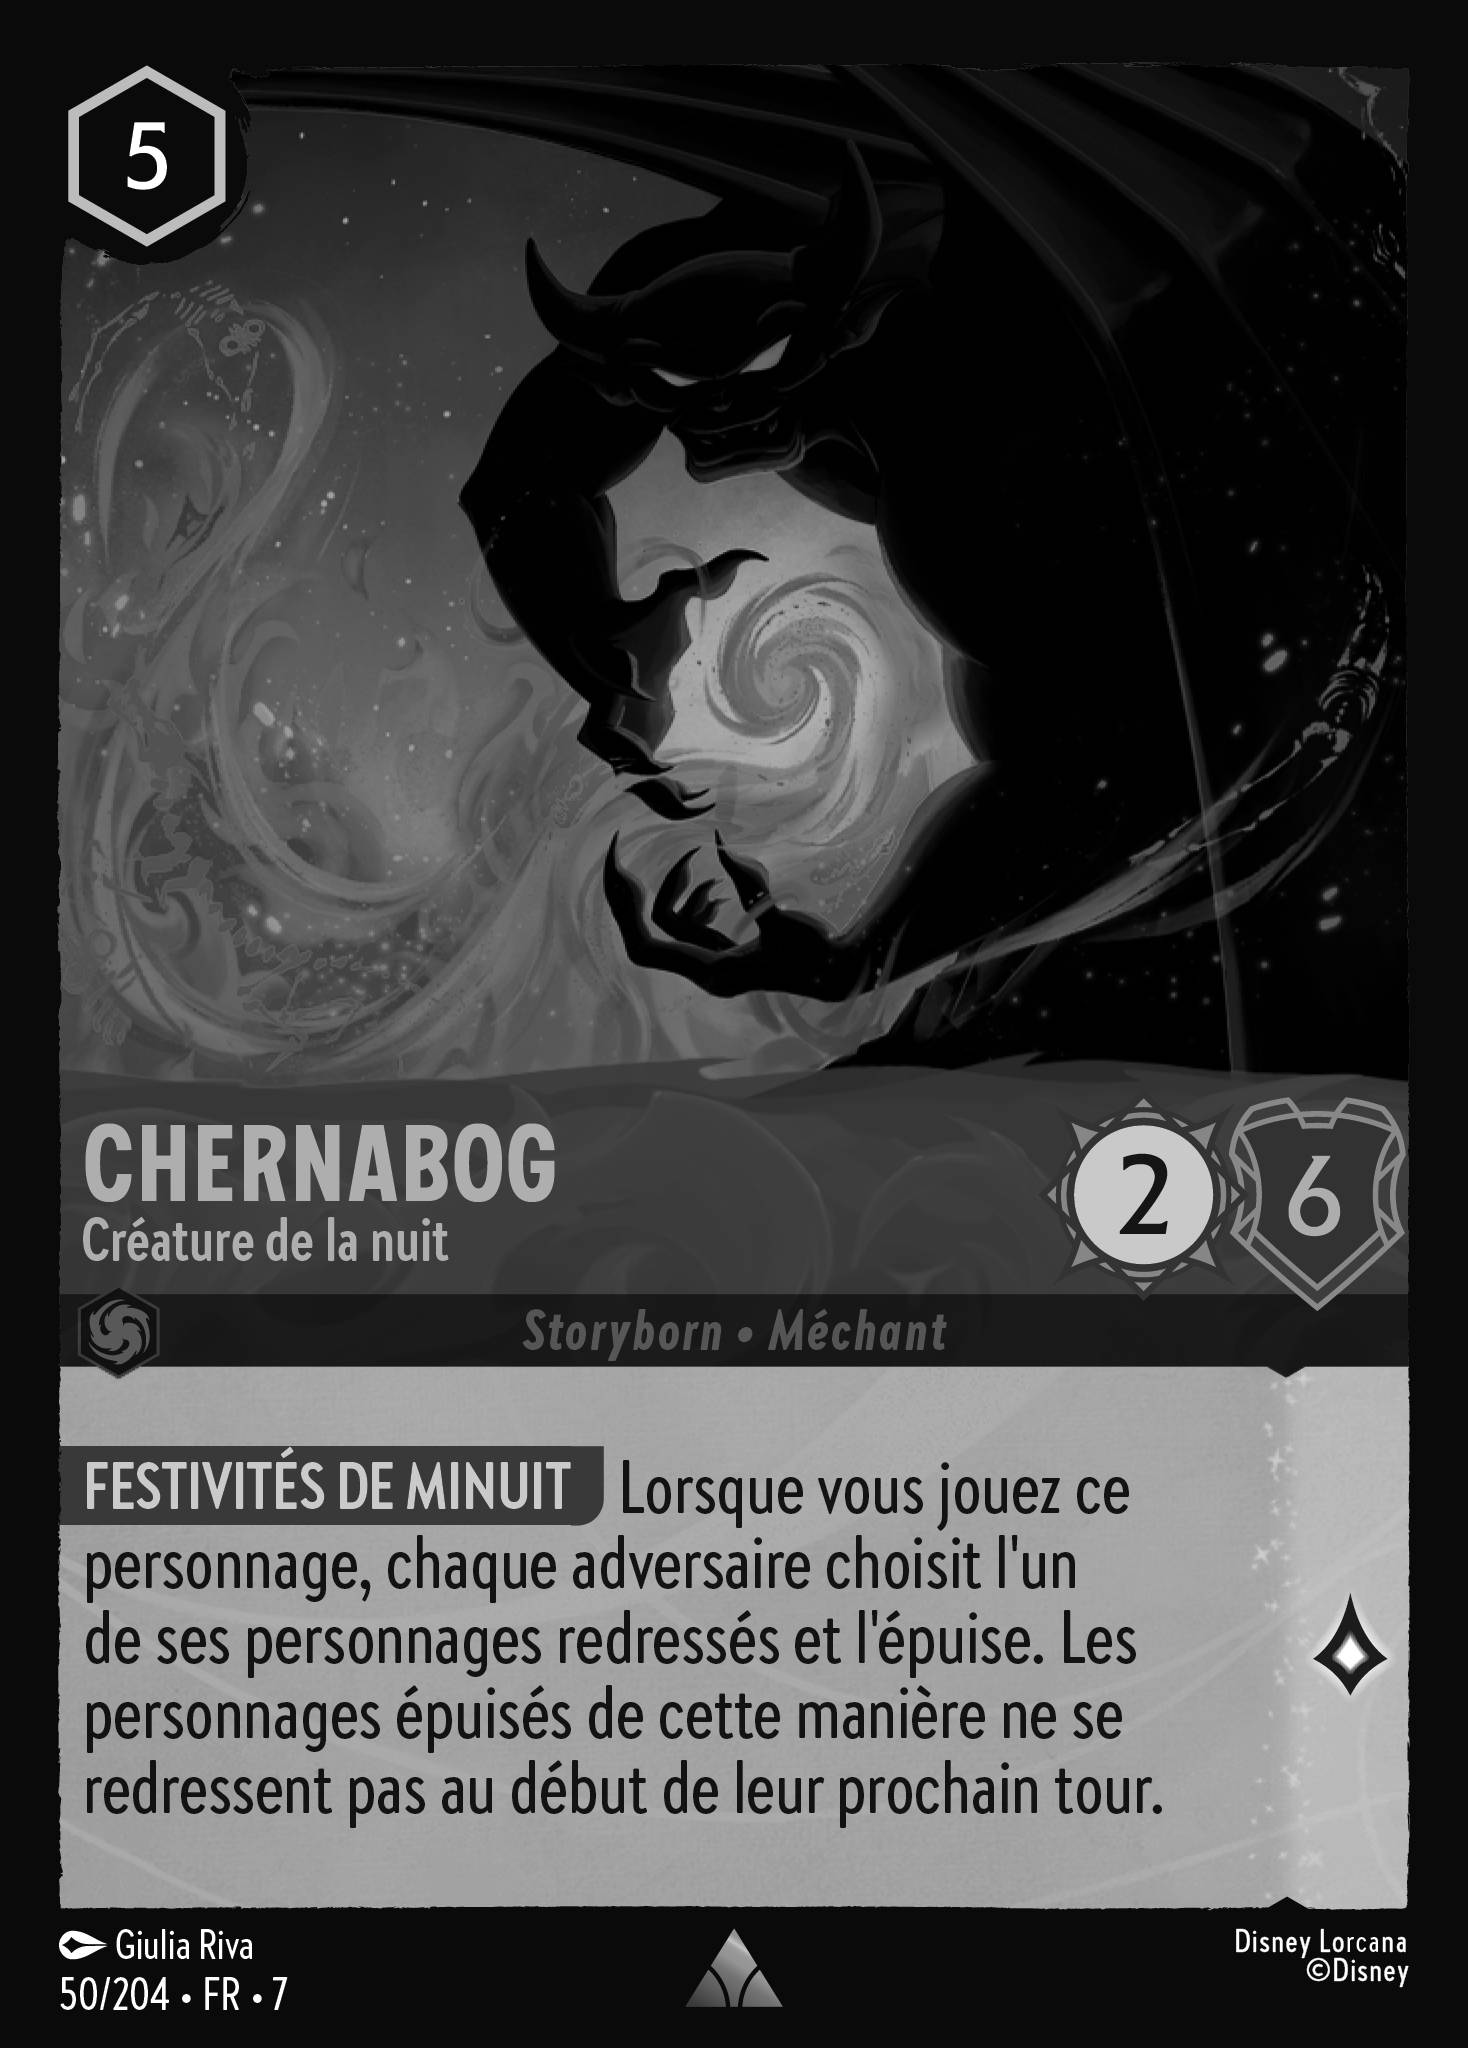 5
CHERNABOG
Créature de la nuit
2
6
Storyborn • Méchant
FESTIVITÉS DE MINUIT Lorsque vous jouez ce
personnage, chaque adversaire choisit l'un
de ses personnages redressés et l'épuise. Les
personnages épuisés de cette manière ne se
redressent pas au début de leur prochain tour.
Giulia Riva
50/204 • FR • 7
Disney Lorcana
©Disney